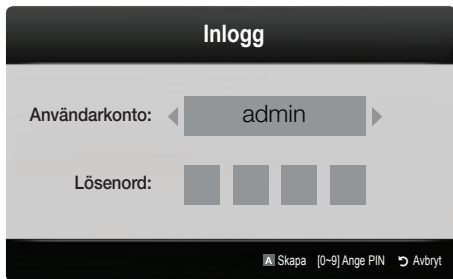 Inlogg
Användarkonto: admin
Lösenord:
A Skapa [0~9] Ange PIN Avbryt